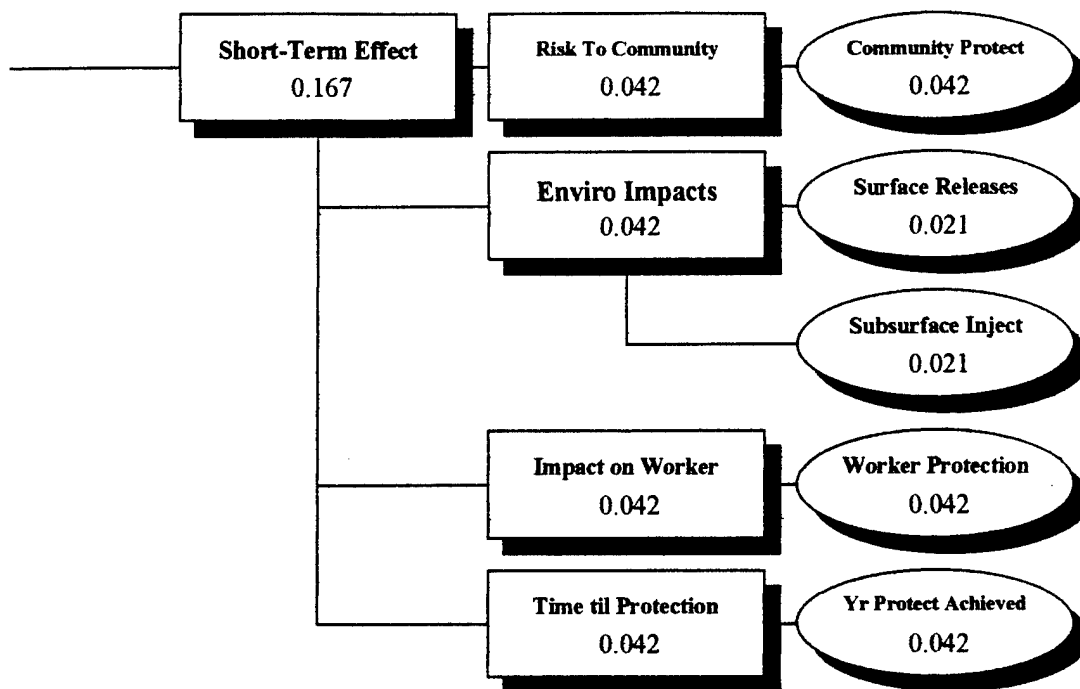 Short-Term Effect
0.167
Risk To Community
0.042
Community Protect
0.042
Enviro Impacts
0.042
Surface Releases
0.021
Subsurface Inject
0.021
Impact on Worker
0.042
Worker Protection
0.042
Time til Protection
0.042
Yr Protect Achieved
0.042